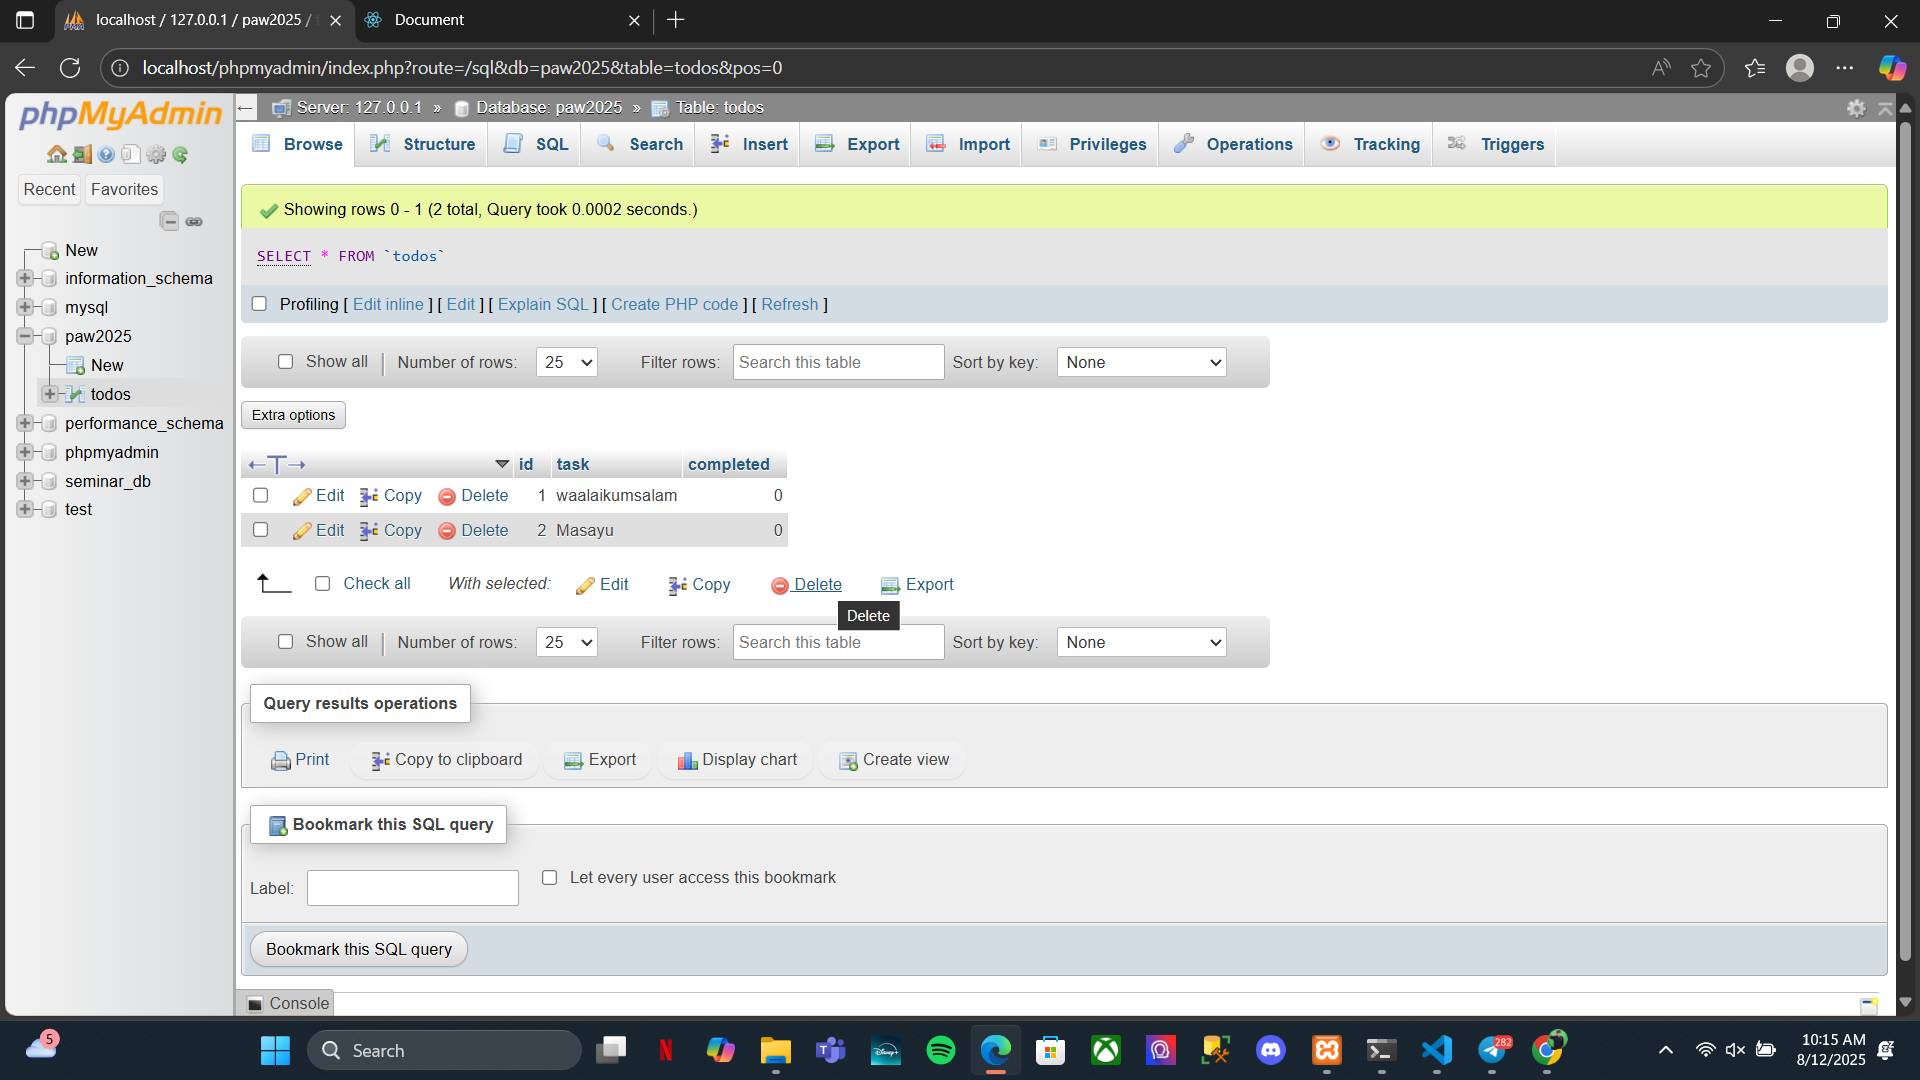 localhost / 127.0.0.1 / paw2025 /
Document
localhost/phpmyadmin/index.php?route=/sql&db=paw2025&table=todos&pos=0
phpMyAdmin
Recent
Favorites
New
information_schema
mysql
paw2025
New
todos
performance_schema
phpmyadmin
seminar_db
test
Server: 127.0.0.1 » Database: paw2025 » Table: todos
Browse
Structure
SQL
Search
Insert
Export
Import
Privileges
Operations
Tracking
Triggers
Showing rows 0 - 1 (2 total, Query took 0.0002 seconds.)
SELECT * FROM `todos`
Profiling [ Edit inline ] [ Edit ] [ Explain SQL ] [ Create PHP code ] [ Refresh ]
Show all
Number of rows: 25
Filter rows: Search this table
Sort by key: None
Extra options
id task completed
Edit Copy Delete 1 waalaikumsalam 0
Edit Copy Delete 2 Masayu 0
Check all With selected: Edit Copy Delete Export
Delete
Show all
Number of rows: 25
Filter rows: Search this table
Sort by key: None
Query results operations
Print
Copy to clipboard
Export
Display chart
Create view
Bookmark this SQL query
Label:
Let every user access this bookmark
Bookmark this SQL query
Console
5
Search
N
Disney+
282
10:15 AM
8/12/2025